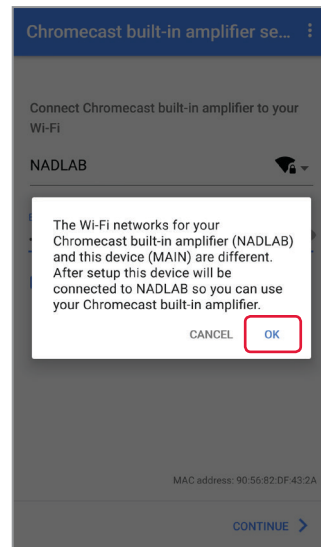 Chromecast built-in amplifier se...
Connect Chromecast built-in amplifier to your
Wi-Fi
NADLAB
The Wi-Fi networks for your
Chromecast built-in amplifier (NADLAB)
and this device (MAIN) are different.
After setup this device will be
connected to NADLAB so you can use
your Chromecast built-in amplifier.
CANCEL OK
MAC address: 90:56:82:DF:43:2A
CONTINUE